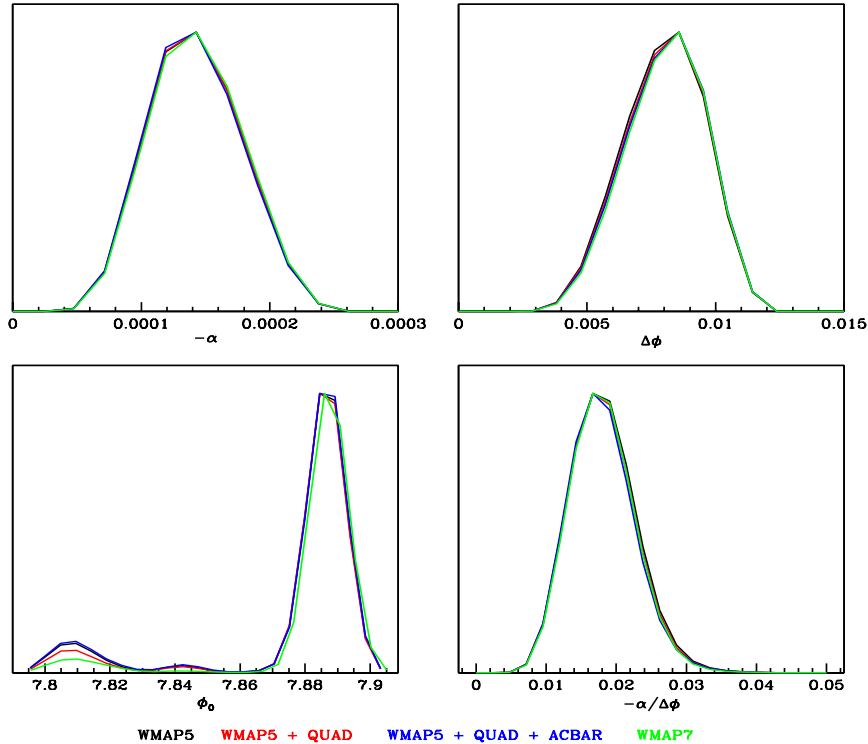 0 0.0001 0.0002 0.0003
-α
0 0.005 0.01 0.015
Δϕ
7.8 7.82 7.84 7.86 7.88 7.9
ϕ₀
0 0.01 0.02 0.03 0.04 0.05
-α/Δϕ
WMAP5 WMAP5 + QUAD WMAP5 + QUAD + ACBAR WMAP7